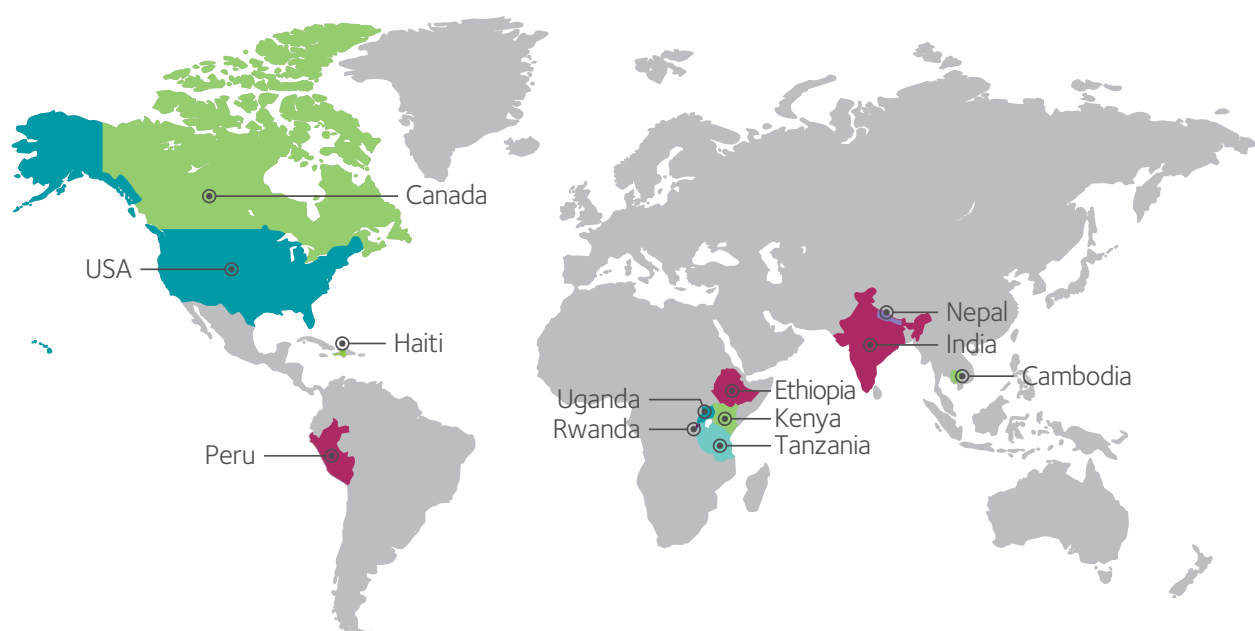 Canada
USA
Haiti
Nepal
India
Cambodia
Ethiopia
Uganda
Kenya
Rwanda
Tanzania
Peru